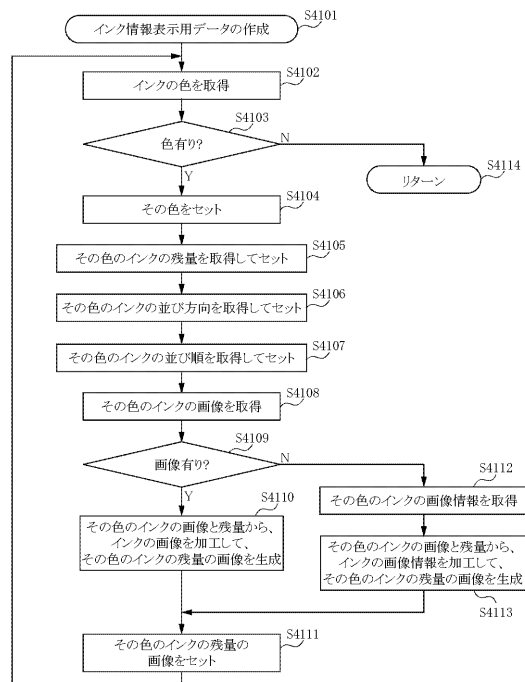 インク情報表示用データの作成
S4101
S4102
インクの色を取得
S4103
色有り?
N
Y
S4114
リターン
S4104
その色をセット
S4105
その色のインクの残量を取得してセット
S4106
その色のインクの並び方向を取得してセット
S4107
その色のインクの並び順を取得してセット
S4108
その色のインクの画像を取得
S4109
画像有り?
N
Y
S4112
その色のインクの画像情報を取得
S4110
その色のインクの画像と残量から、
インクの画像を加工して、
その色のインクの残量の画像を生成
その色のインクの画像と残量から、
インクの画像情報を加工して、
その色のインクの残量の画像を生成
S4113
S4111
その色のインクの残量の
画像をセット